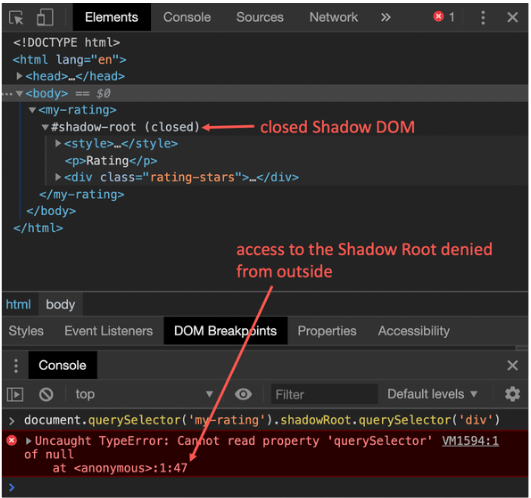 Elements Console Sources Network » 1
<!DOCTYPE html>
<html lang="en">
<head>…</head>
… <body> == $0
<my-rating>
#shadow-root (closed)
closed Shadow DOM
<style>…</style>
<p>Rating</p>
<div class="rating-stars">…</div>
</my-rating>
</body>
</html>
access to the Shadow Root denied
from outside
html body
Styles Event Listeners DOM Breakpoints Properties Accessibility
Console
top Filter Default levels
document.querySelector('my-rating').shadowRoot.querySelector('div')
Uncaught TypeError: Cannot read property 'querySelector' VM1594:1
of null
at <anonymous>:1:47